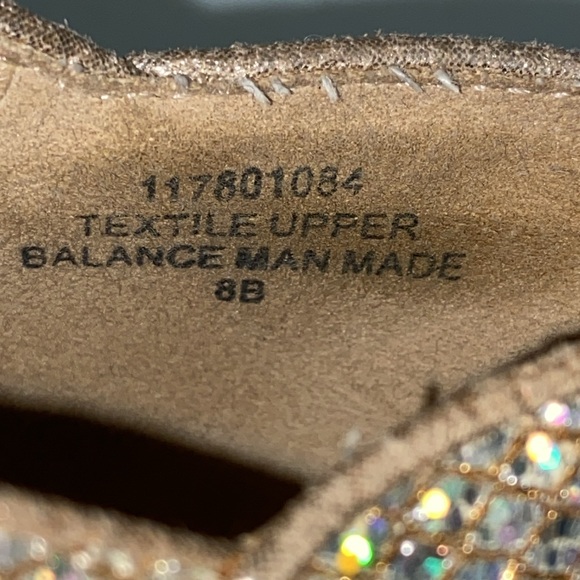 117801084
TEXTILE UPPER
BALANCE MAN MADE
8B